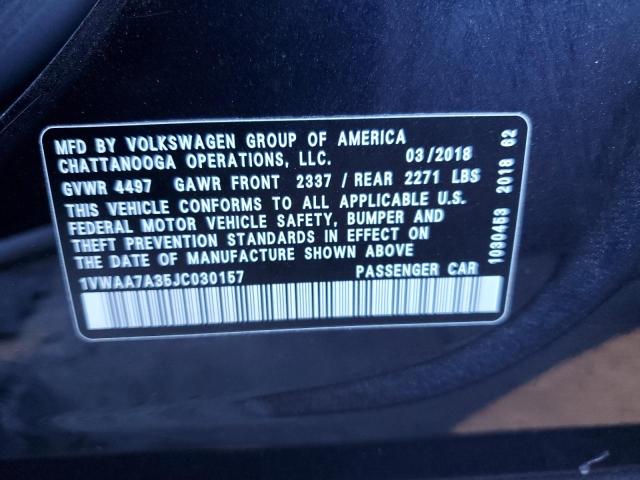 MFD BY VOLKSWAGEN GROUP OF AMERICA
CHATTANOOGA OPERATIONS, LLC. 03/2018
GVWR 4497 GAWR FRONT 2337 / REAR 2271 LBS
THIS VEHICLE CONFORMS TO ALL APPLICABLE U.S.
FEDERAL MOTOR VEHICLE SAFETY, BUMPER AND
THEFT PREVENTION STANDARDS IN EFFECT ON
THE DATE OF MANUFACTURE SHOWN ABOVE
1VWAA7A35JC030157 PASSENGER CAR
1030453 2018 62